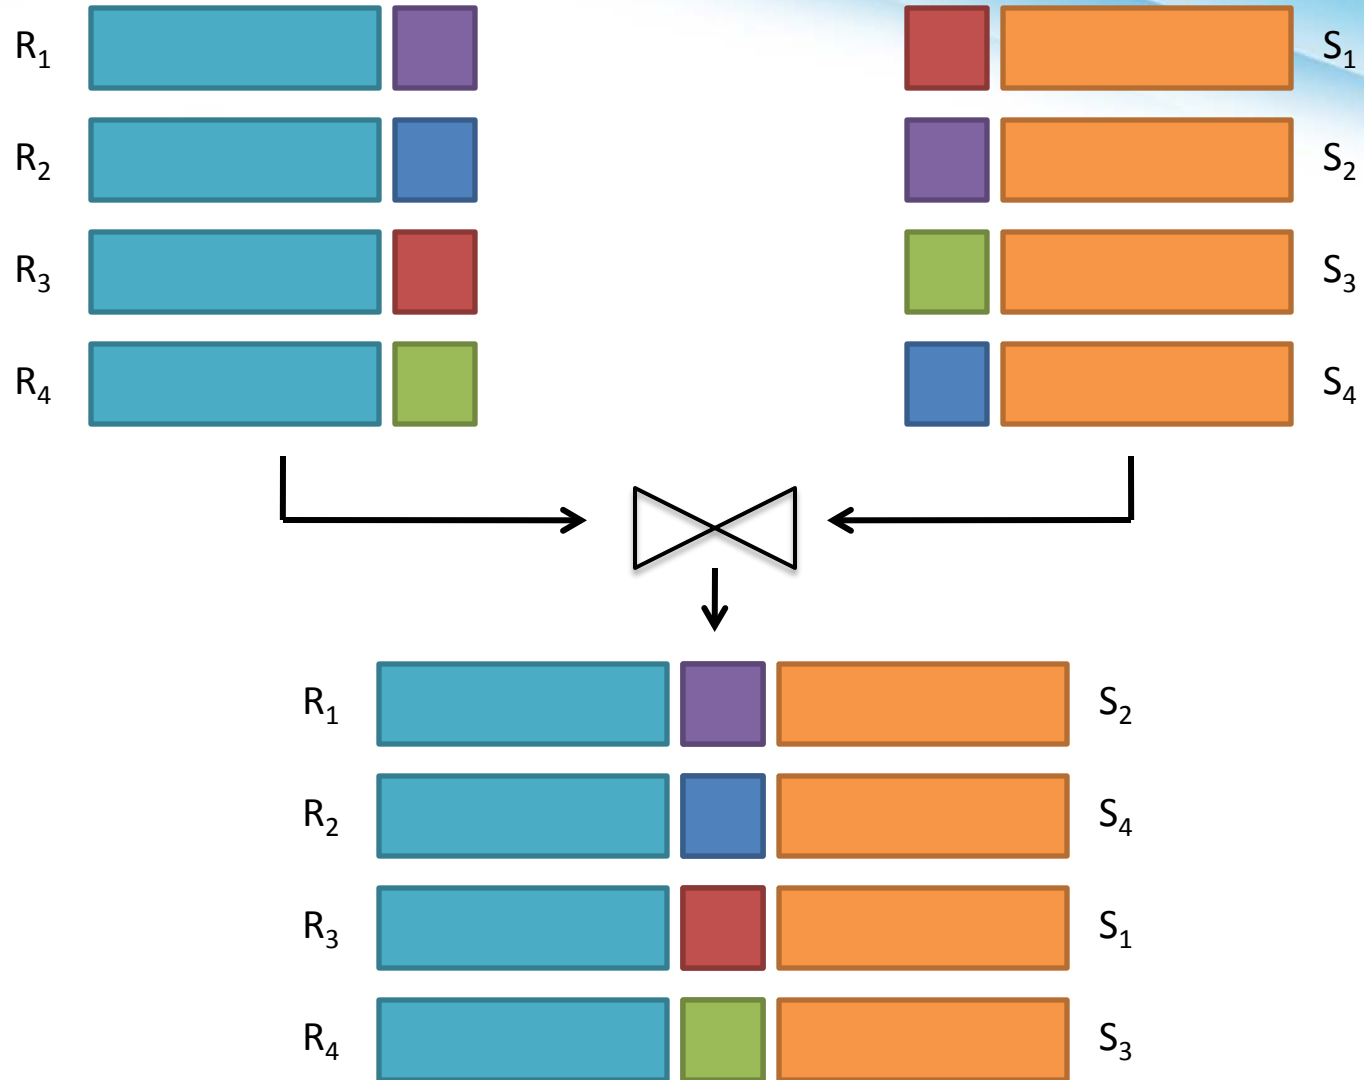 R₁ S₁
R₂ S₂
R₃ S₃
R₄ S₄
R₁ S₂
R₂ S₄
R₃ S₁
R₄ S₃